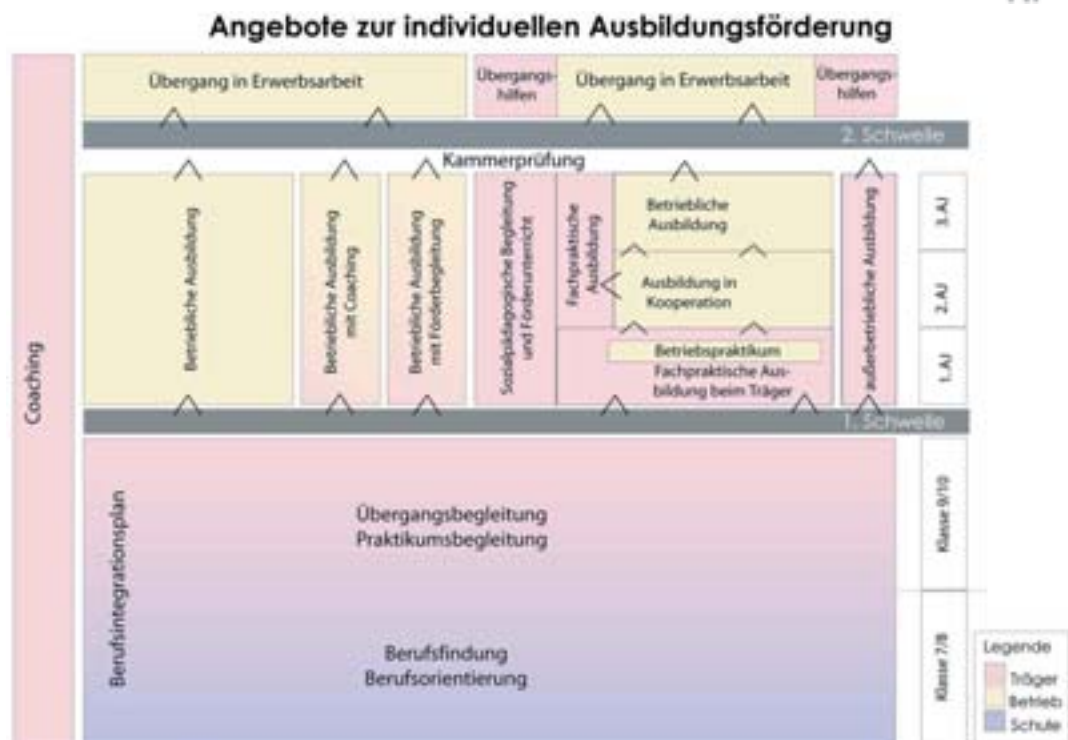 Angebote zur individuellen Ausbildungsförderung
Coaching
Übergang in Erwerbsarbeit
Übergangs-
hilfen
Übergang in Erwerbsarbeit
Übergangs-
hilfen
2. Schwelle
Kammerprüfung
Betriebliche Ausbildung
Betriebliche Ausbildung
mit Coaching
Betriebliche Ausbildung
mit Förderbegleitung
Sozialpädagogische Begleitung
und Förderunterricht
Fachpraktische
Ausbildung
Betriebliche
Ausbildung
Ausbildung in
Kooperation
Betriebspraktikum
Fachpraktische Aus-
bildung beim Träger
außerbetriebliche Ausbildung
3. AJ
2. AJ
1. AJ
1. Schwelle
Berufsintegrationsplan
Übergangsbegleitung
Praktikumsbegleitung
Berufsfindung
Berufsorientierung
Klasse 9/10
Klasse 7/8
Legende
Träger
Betrieb
Schule